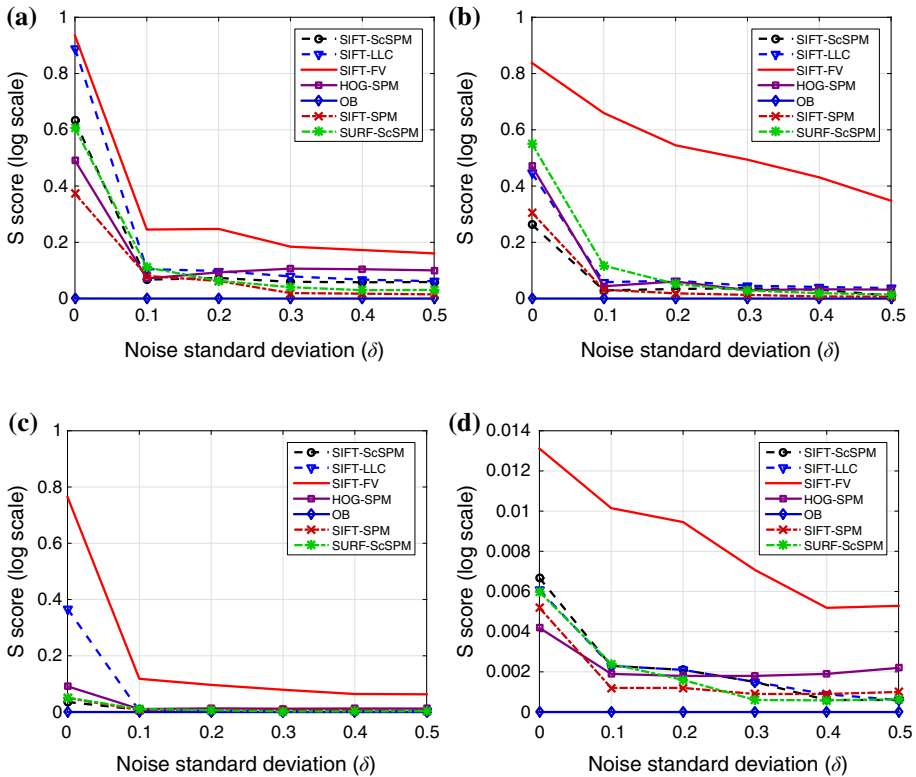 (a)
S score (log scale)
1
0.8
0.6
0.4
0.2
0
0 0.1 0.2 0.3 0.4 0.5
Noise standard deviation (δ)
SIFT-ScSPM
SIFT-LLC
SIFT-FV
HOG-SPM
OB
SIFT-SPM
SURF-ScSPM
(b)
S score (log scale)
1
0.8
0.6
0.4
0.2
0
0 0.1 0.2 0.3 0.4 0.5
Noise standard deviation (δ)
SIFT-ScSPM
SIFT-LLC
SIFT-FV
HOG-SPM
OB
SIFT-SPM
SURF-ScSPM
(c)
S score (log scale)
1
0.8
0.6
0.4
0.2
0
0 0.1 0.2 0.3 0.4 0.5
Noise standard deviation (δ)
SIFT-ScSPM
SIFT-LLC
SIFT-FV
HOG-SPM
OB
SIFT-SPM
SURF-ScSPM
(d)
S score (log scale)
0.014
0.012
0.01
0.008
0.006
0.004
0.002
0
0 0.1 0.2 0.3 0.4 0.5
Noise standard deviation (δ)
SIFT-ScSPM
SIFT-LLC
SIFT-FV
HOG-SPM
OB
SIFT-SPM
SURF-ScSPM